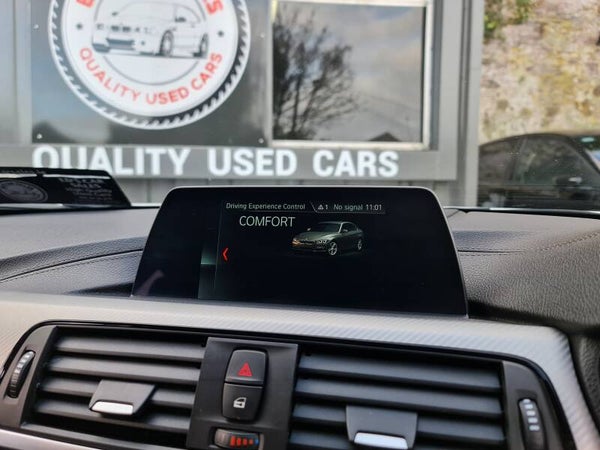 QUALITY USED CARS
QUALITY USED CARS
Driving Experience Control
1
No signal 11:01
COMFORT